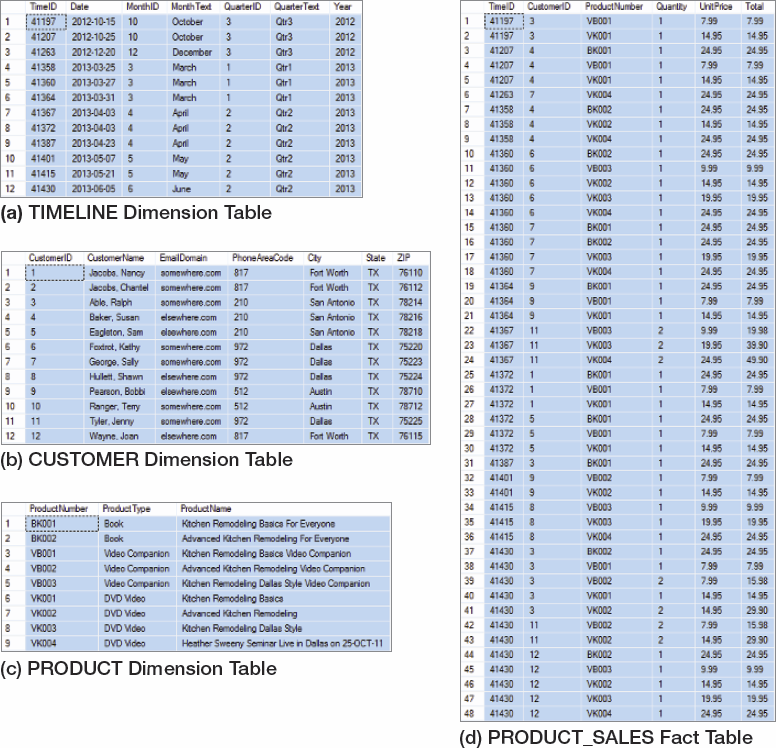 TimeID Date MonthID MonthText QuarterID QuarterText Year
1 41197 2012-10-15 10 October 3 Qtr3 2012
2 41207 2012-10-25 10 October 3 Qtr3 2012
3 41263 2012-12-20 12 December 3 Qtr3 2012
4 41358 2013-03-25 3 March 1 Qtr1 2013
5 41360 2013-03-27 3 March 1 Qtr1 2013
6 41364 2013-03-31 3 March 1 Qtr1 2013
7 41367 2013-04-03 4 April 2 Qtr2 2013
8 41372 2013-04-03 4 April 2 Qtr2 2013
9 41387 2013-04-23 4 April 2 Qtr2 2013
10 41401 2013-05-07 5 May 2 Qtr2 2013
11 41415 2013-05-21 5 May 2 Qtr2 2013
12 41430 2013-06-05 6 June 2 Qtr2 2013
(a) TIMELINE Dimension Table
CustomerID CustomerName EmailDomain PhoneAreaCode City State ZIP
1 1 Jacobs, Nancy somewhere.com 817 Fort Worth TX 76110
2 2 Jacobs, Chantel somewhere.com 817 Fort Worth TX 76112
3 3 Able, Ralph somewhere.com 210 San Antonio TX 78214
4 4 Baker, Susan elsewhere.com 210 San Antonio TX 78216
5 5 Eagleton, Sam elsewhere.com 210 San Antonio TX 78218
6 6 Foxtrot, Kathy somewhere.com 972 Dallas TX 75220
7 7 George, Sally somewhere.com 972 Dallas TX 75223
8 8 Hullett, Shawn elsewhere.com 972 Dallas TX 75224
9 9 Pearson, Bobbi elsewhere.com 512 Austin TX 78710
10 10 Ranger, Terry somewhere.com 512 Austin TX 78712
11 11 Tyler, Jenny somewhere.com 972 Dallas TX 75225
12 12 Wayne, Joan elsewhere.com 817 Fort Worth TX 76115
(b) CUSTOMER Dimension Table
ProductNumber ProductType ProductName
1 BK001 Book Kitchen Remodeling Basics For Everyone
2 BK002 Book Advanced Kitchen Remodeling For Everyone
3 VB001 Video Companion Kitchen Remodeling Basics Video Companion
4 VB002 Video Companion Advanced Kitchen Remodeling Video Companion
5 VB003 Video Companion Kitchen Remodeling Dallas Style Video Companion
6 VK001 DVD Video Kitchen Remodeling Basics
7 VK002 DVD Video Advanced Kitchen Remodeling
8 VK003 DVD Video Kitchen Remodeling Dallas Style
9 VK004 DVD Video Heather Sweeny Seminar Live in Dallas on 25-OCT-11
(c) PRODUCT Dimension Table
TimeID CustomerID ProductNumber Quantity UnitPrice Total
1 41197 3 VB001 1 7.99 7.99
2 41197 3 VK001 1 14.95 14.95
3 41207 4 BK001 1 24.95 24.95
4 41207 4 VB001 1 7.99 7.99
5 41207 4 VK001 1 14.95 14.95
6 41263 7 VK004 1 24.95 24.95
7 41358 4 BK002 1 24.95 24.95
8 41358 4 VK002 1 14.95 14.95
9 41358 4 VK004 1 24.95 24.95
10 41360 6 BK002 1 24.95 24.95
11 41360 6 VB003 1 9.99 9.99
12 41360 6 VK002 1 14.95 14.95
13 41360 6 VK003 1 19.95 19.95
14 41360 6 VK004 1 24.95 24.95
15 41360 7 BK001 1 24.95 24.95
16 41360 7 BK002 1 24.95 24.95
17 41360 7 VK003 1 19.95 19.95
18 41360 7 VK004 1 24.95 24.95
19 41364 9 BK001 1 24.95 24.95
20 41364 9 VB001 1 7.99 7.99
21 41364 9 VK001 1 14.95 14.95
22 41367 11 VB003 2 9.99 19.98
23 41367 11 VK003 2 19.95 39.90
24 41367 11 VK004 2 24.95 49.90
25 41372 1 BK001 1 24.95 24.95
26 41372 1 VB001 1 7.99 7.99
27 41372 1 VK001 1 14.95 14.95
28 41372 5 BK001 1 24.95 24.95
29 41372 5 VB001 1 7.99 7.99
30 41372 5 VK001 1 14.95 14.95
31 41387 3 BK001 1 24.95 24.95
32 41401 9 VB002 1 7.99 7.99
33 41401 9 VK002 1 14.95 14.95
34 41415 8 VB003 1 9.99 9.99
35 41415 8 VK003 1 19.95 19.95
36 41415 8 VK004 1 24.95 24.95
37 41430 3 BK002 1 24.95 24.95
38 41430 3 VB001 1 7.99 7.99
39 41430 3 VB002 2 7.99 15.98
40 41430 3 VK001 1 14.95 14.95
41 41430 3 VK002 2 14.95 29.90
42 41430 11 VB002 2 7.99 15.98
43 41430 11 VK002 2 14.95 29.90
44 41430 12 BK002 1 24.95 24.95
45 41430 12 VB003 1 9.99 9.99
46 41430 12 VK002 1 14.95 14.95
47 41430 12 VK003 1 19.95 19.95
48 41430 12 VK004 1 24.95 24.95
(d) PRODUCT_SALES Fact Table